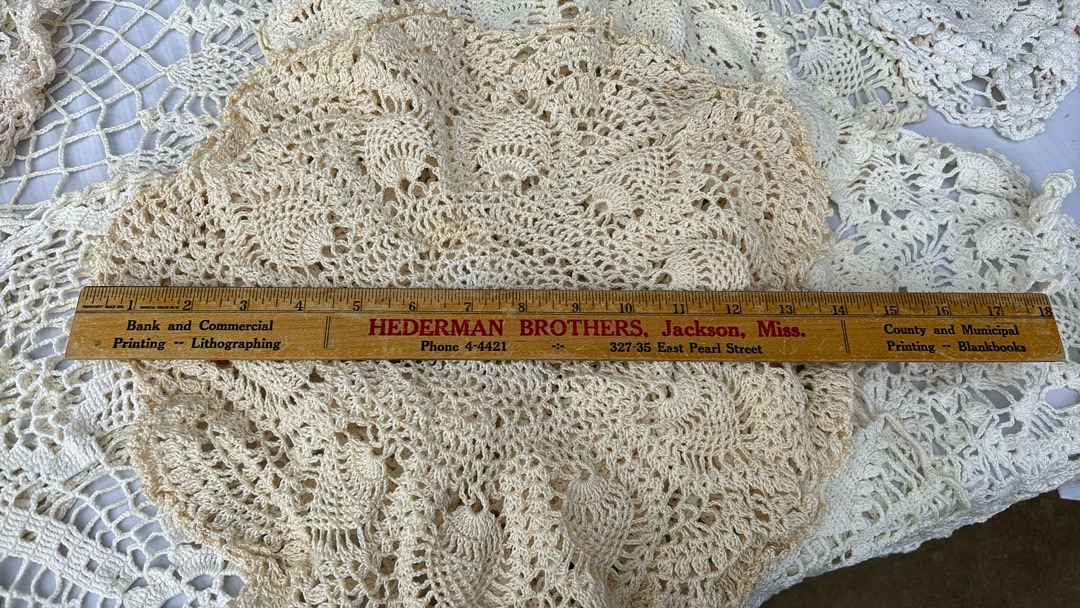 1 2 3 4 5 6 7 8 9 10 11 12 13 14 15 16 17 18
Bank and Commercial
Printing -- Lithographing
HEDERMAN BROTHERS, Jackson, Miss.
Phone 4-4421 -:- 327-35 East Pearl Street
County and Municipal
Printing -- Blankbooks